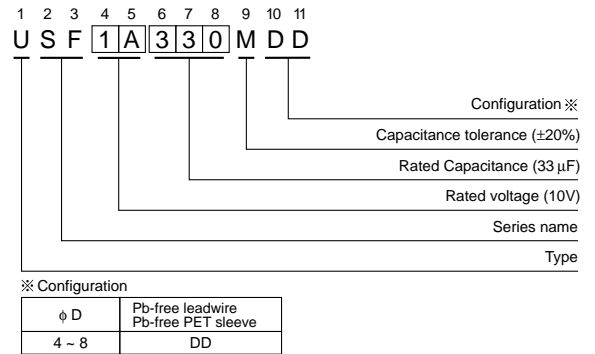 1 2 3 4 5 6 7 8 9 10 11
U S F 1 A 3 3 0 M D D
Configuration ※
Capacitance tolerance (±20%)
Rated Capacitance (33 µF)
Rated voltage (10V)
Series name
Type
※ Configuration
ϕ D Pb-free leadwire
Pb-free PET sleeve
4 ~ 8 DD